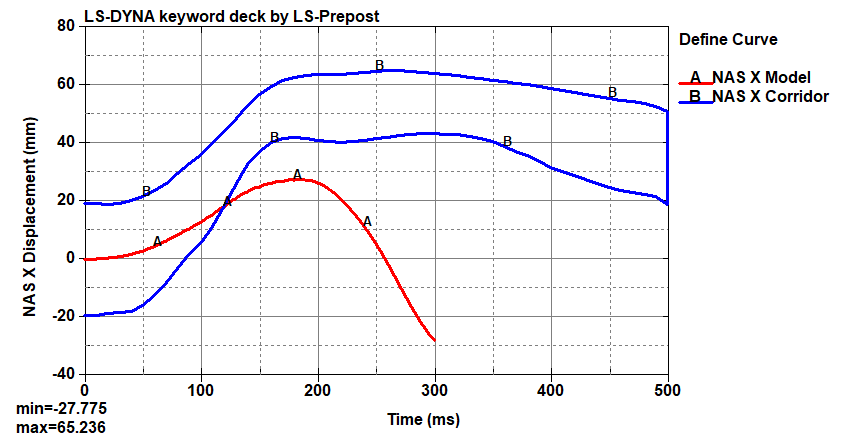 LS-DYNA keyword deck by LS-Prepost
Define Curve
A NAS X Model
B NAS X Corridor
NAS X Displacement (mm)
80
60
40
20
0
-20
-40
B
B
B
B
B
A
A
A
A
0
100
200
300
400
500
Time (ms)
min=-27.775
max=65.236